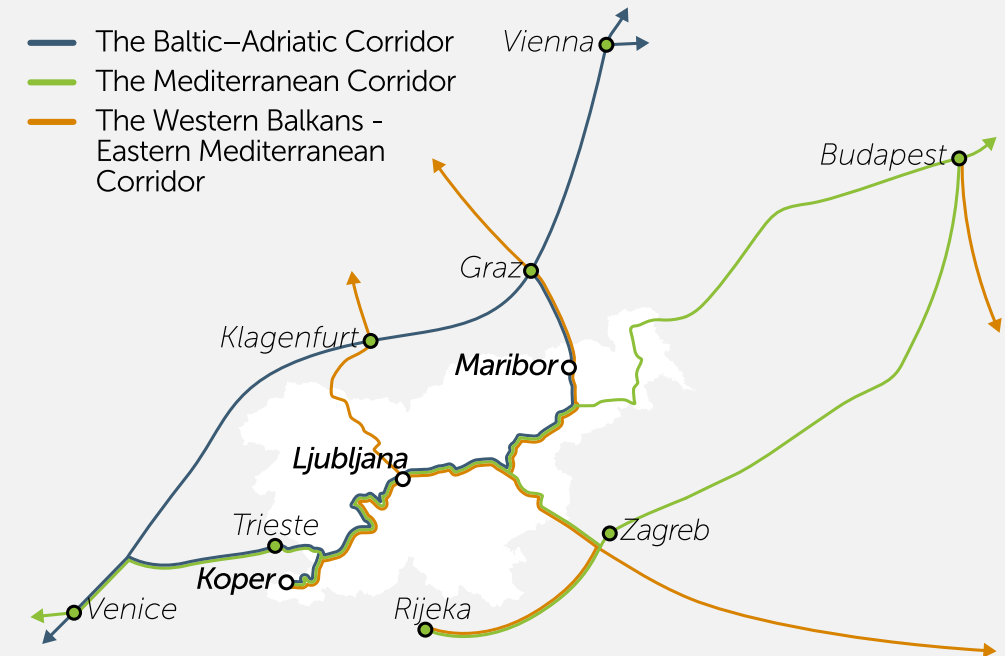 The Baltic–Adriatic Corridor
The Mediterranean Corridor
The Western Balkans -
Eastern Mediterranean
Corridor
Vienna
Budapest
Graz
Klagenfurt
Maribor
Ljubljana
Trieste
Zagreb
Koper
Venice
Rijeka